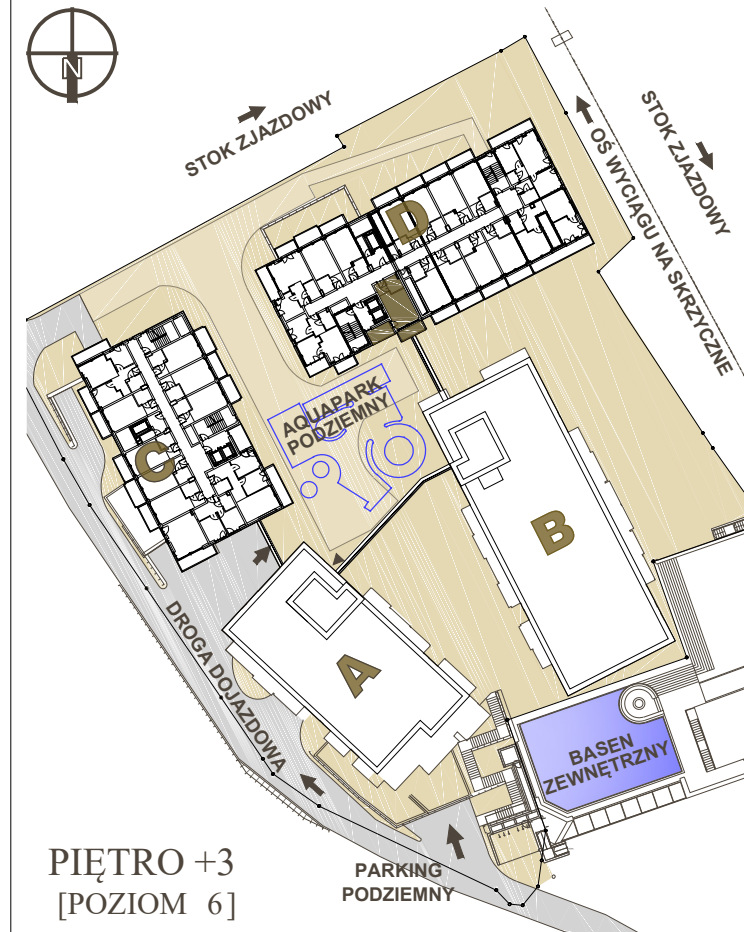 N
STOK ZJAZDOWY
STOK ZJAZDOWY
OŚ WYCIĄGU NA SKRZYCZNE
D
AQUAPARK
PODZIEMNY
C
B
A
DROGA DOJAZDOWA
BASEN
ZEWNĘTRZNY
PIĘTRO +3
[POZIOM 6]
PARKING
PODZIEMNY